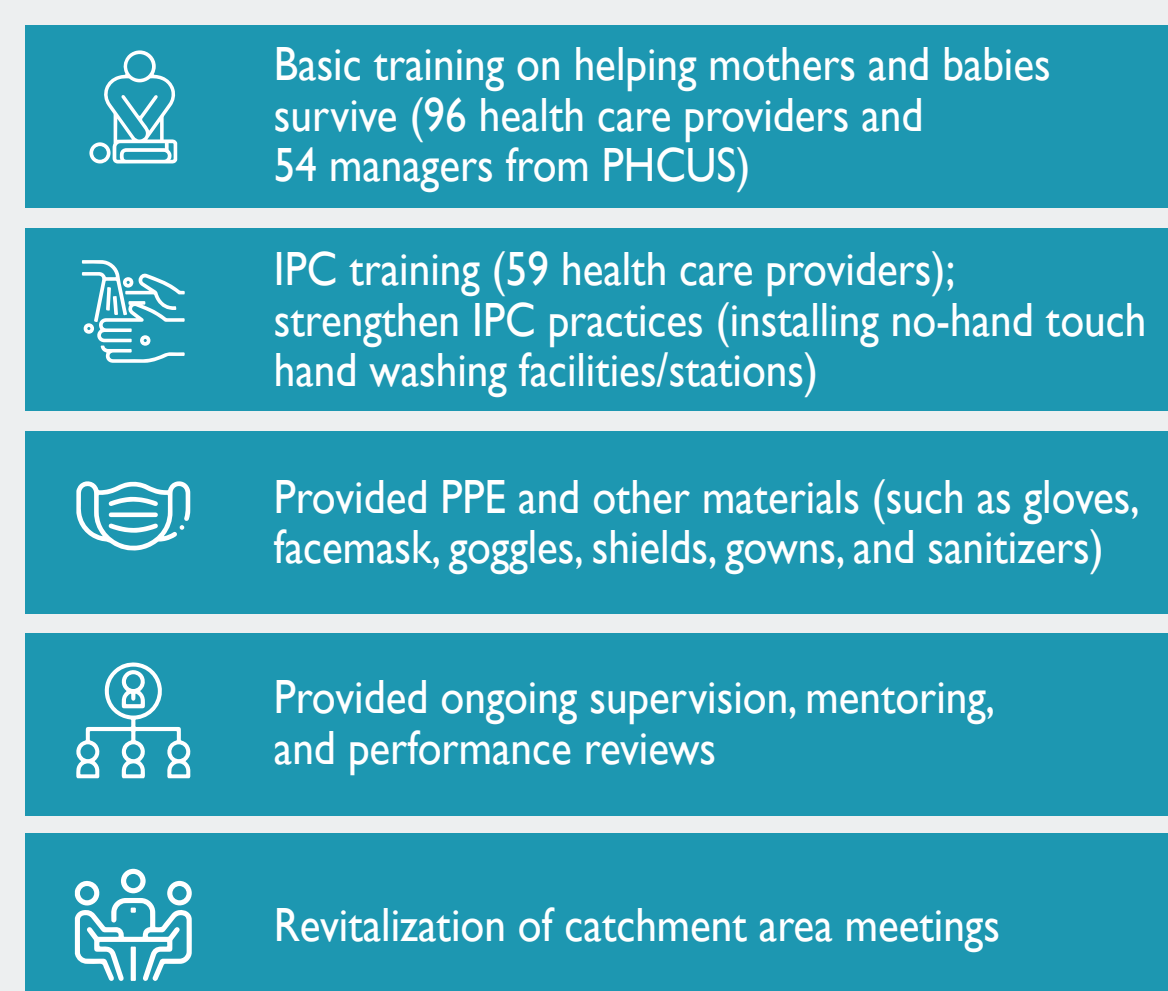 Basic training on helping mothers and babies
survive (96 health care providers and
54 managers from PHCUS)
IPC training (59 health care providers);
strengthen IPC practices (installing no-hand touch
hand washing facilities/stations)
Provided PPE and other materials (such as gloves,
facemask, goggles, shields, gowns, and sanitizers)
Provided ongoing supervision, mentoring,
and performance reviews
Revitalization of catchment area meetings